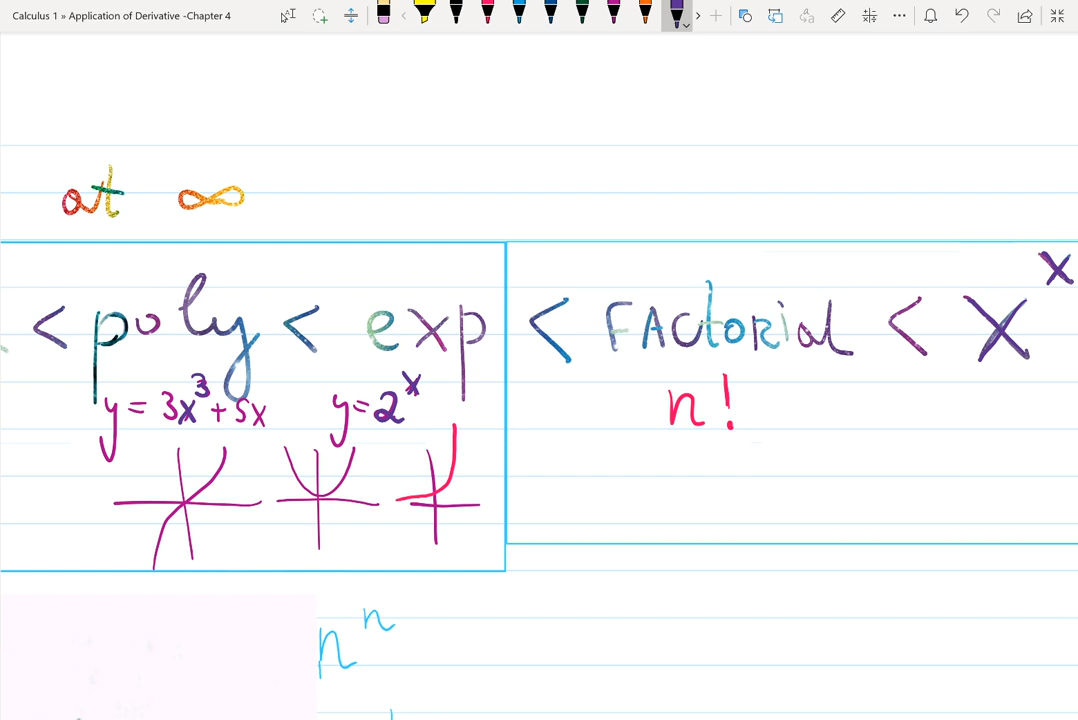 Calculus 1 » Application of Derivative -Chapter 4
at ∞
< poly < exp < FActorial < X^x
y = 3x^3 + 5x y = 2^x n!
n^n